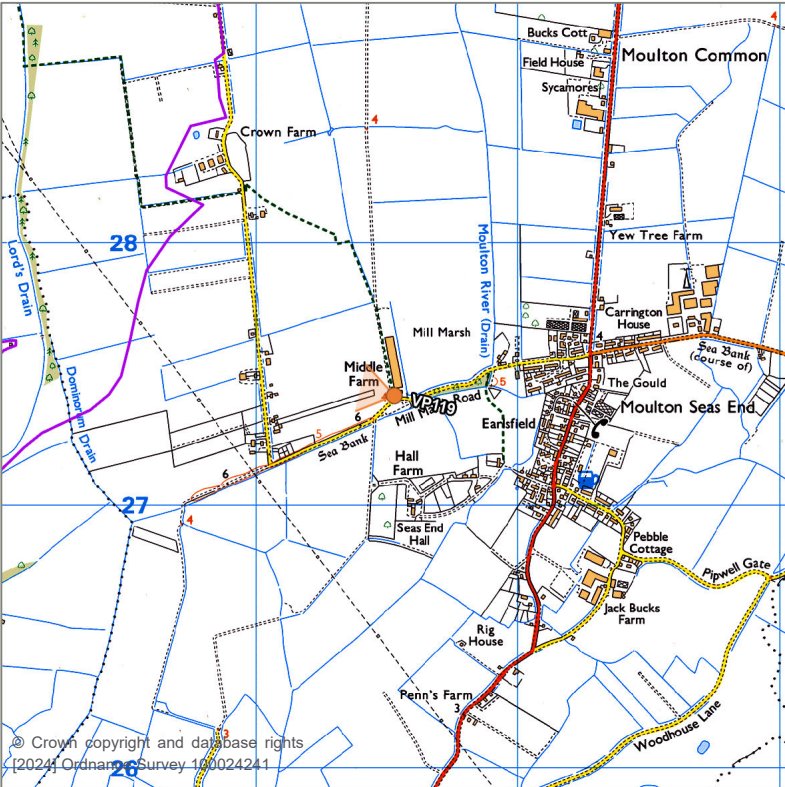 4
Bucks Cott
Moulton Common
Field House
Sycamores
4
Crown Farm
28
Moulton River (Drain)
Yew Tree Farm
Lord's Drain
Carrington
House
Mill Marsh
4
Sea Bank
(course of)
Middle
Farm
5
The Gould
Dominorum Drain
VP119
Mill Marsh Road
6
Moulton Seas End
Earlsfield
5
Sea Bank
Hall
Farm
6
27
4
Seas End
Hall
Pebble
Cottage
Pipwell Gate
Jack Bucks
Farm
Rig
House
Penn's Farm
3
Woodhouse Lane
3
© Crown copyright and database rights
[2024] Ordnance Survey 100024241
26